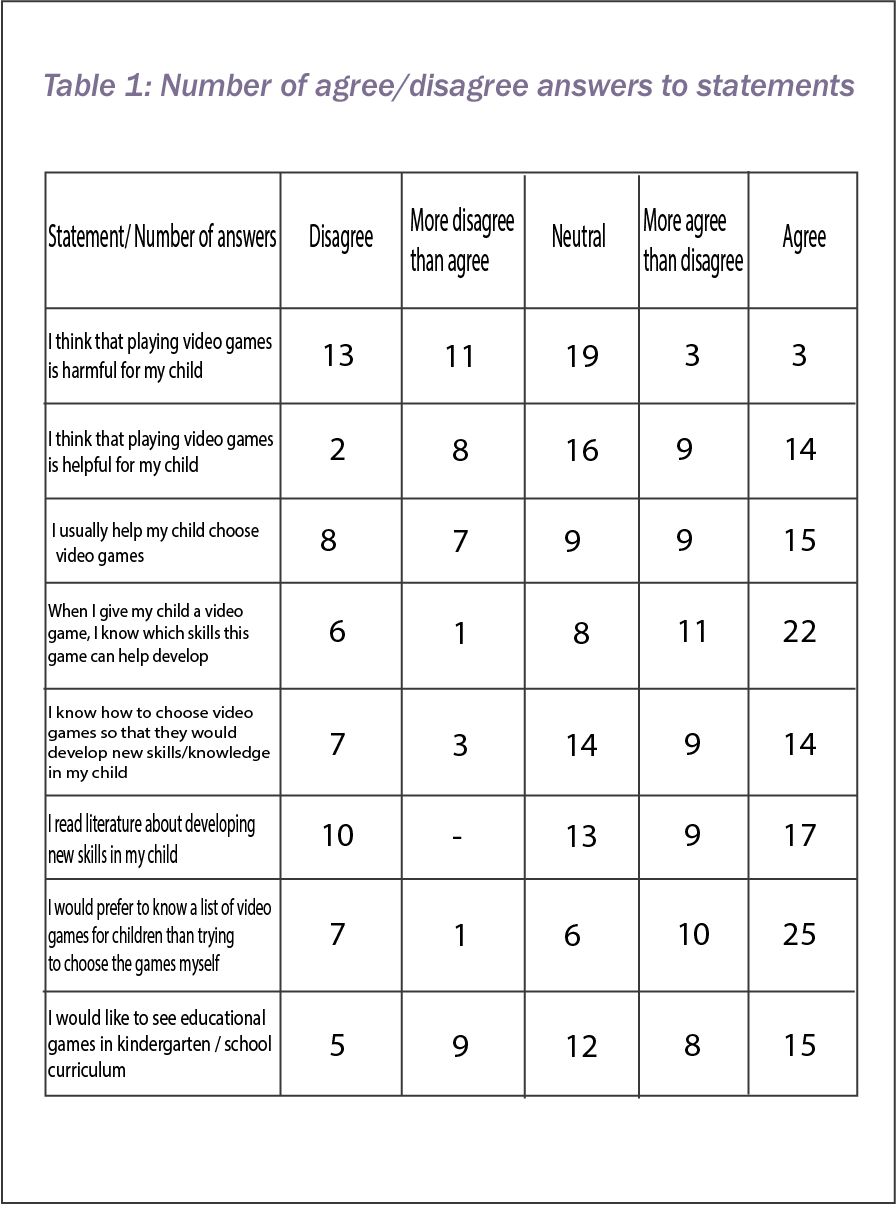 Table 1: Number of agree/disagree answers to statements
Statement/ Number of answers
Disagree
More disagree
than agree
Neutral
More agree
than disagree
Agree
I think that playing video games
is harmful for my child
13
11
19
3
3
I think that playing video games
is helpful for my child
2
8
16
9
14
I usually help my child choose
video games
8
7
9
9
15
When I give my child a video
game, I know which skills this
game can help develop
6
1
8
11
22
I know how to choose video
games so that they would
develop new skills/knowledge
in my child
7
3
14
9
14
I read literature about developing
new skills in my child
10
-
13
9
17
I would prefer to know a list of video
games for children than trying
to choose the games myself
7
1
6
10
25
I would like to see educational
games in kindergarten / school
curriculum
5
9
12
8
15